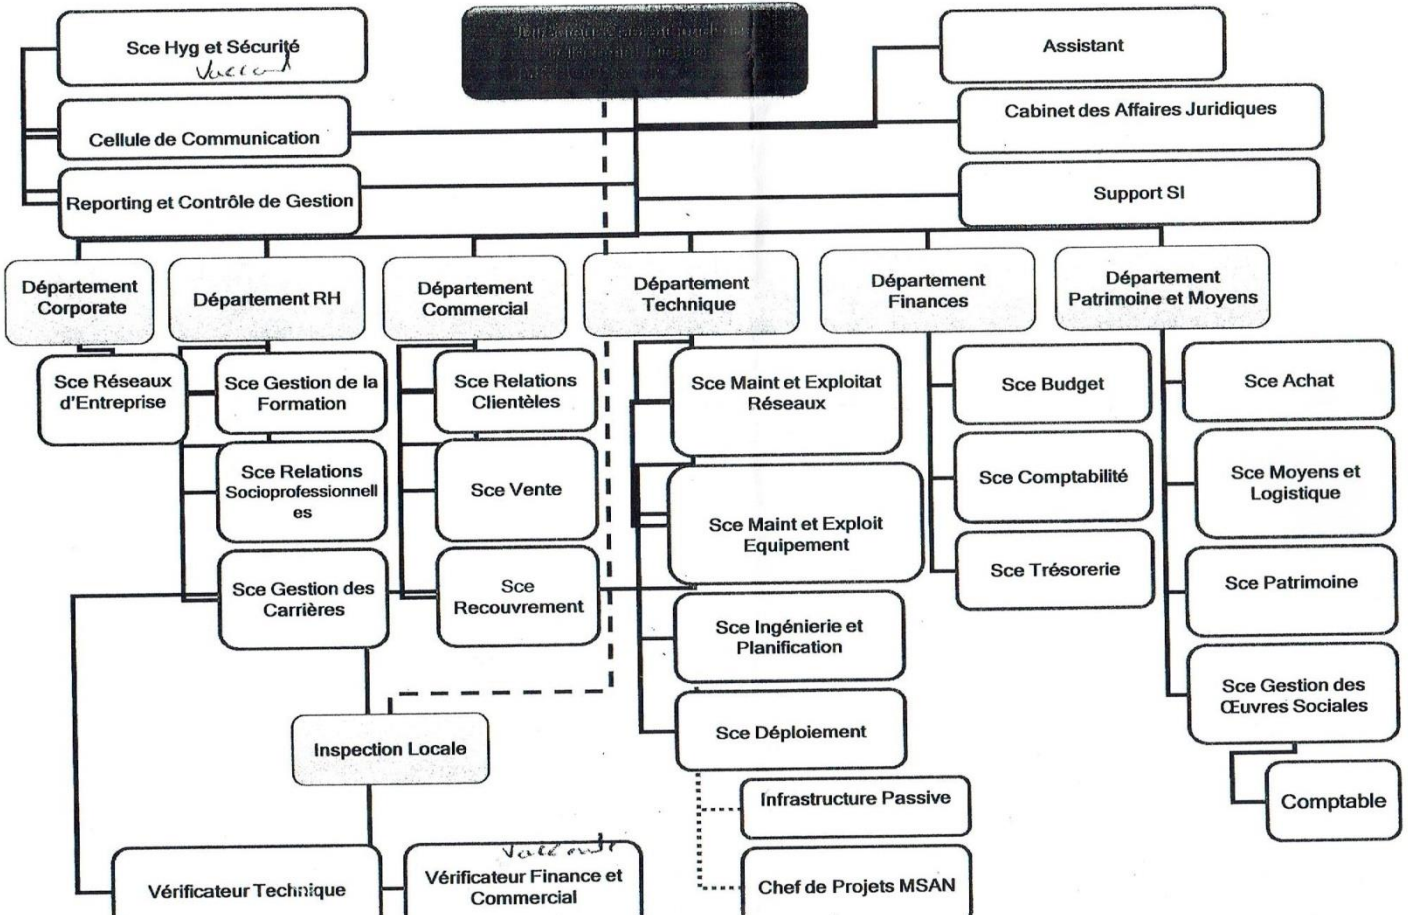 Sce Hyg et Sécurité
Assistant
Cellule de Communication
Cabinet des Affaires Juridiques
Reporting et Contrôle de Gestion
Support SI
Département
Corporate
Département RH
Département
Commercial
Département
Technique
Département
Finances
Département
Patrimoine et Moyens
Sce Réseaux
d'Entreprise
Sce Gestion de la
Formation
Sce Relations
Socioprofessionnell
es
Sce Gestion des
Carrières
Sce Relations
Clientèles
Sce Vente
Sce
Recouvrement
Sce Maint et Exploitat
Réseaux
Sce Maint et Exploit
Equipement
Sce Ingénierie et
Planification
Sce Déploiement
Infrastructure Passive
Chef de Projets MSAN
Sce Budget
Sce Comptabilité
Sce Trésorerie
Sce Achat
Sce Moyens et
Logistique
Sce Patrimoine
Sce Gestion des
Œuvres Sociales
Comptable
Inspection Locale
Vérificateur Technique
Vérificateur Finance et
Commercial